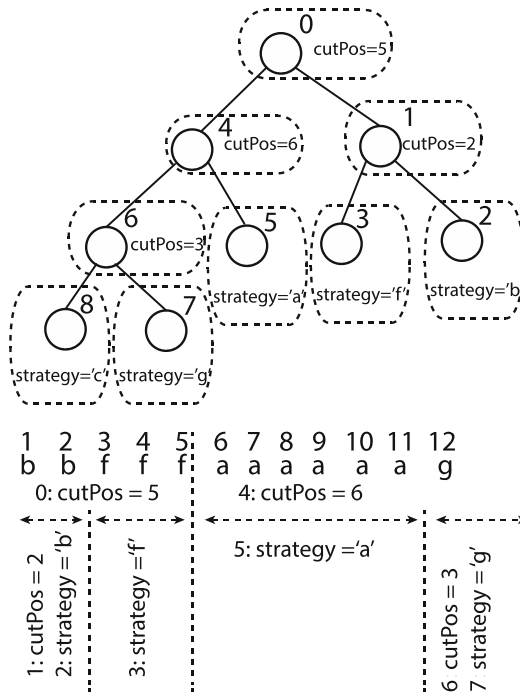 0
cutPos=5
4
cutPos=6
1
cutPos=2
6
cutPos=3
5
strategy='a'
3
strategy='f'
2
strategy='b
8
strategy='c'
7
strategy='g'
1 2 3 4 5 6 7 8 9 10 11 12
b b f f f a a a a a a g
0: cutPos = 5
4: cutPos = 6
1: cutPos = 2
2: strategy ='b'
3: strategy ='f'
5: strategy ='a'
6: cutPos = 3
7: strategy ='g'